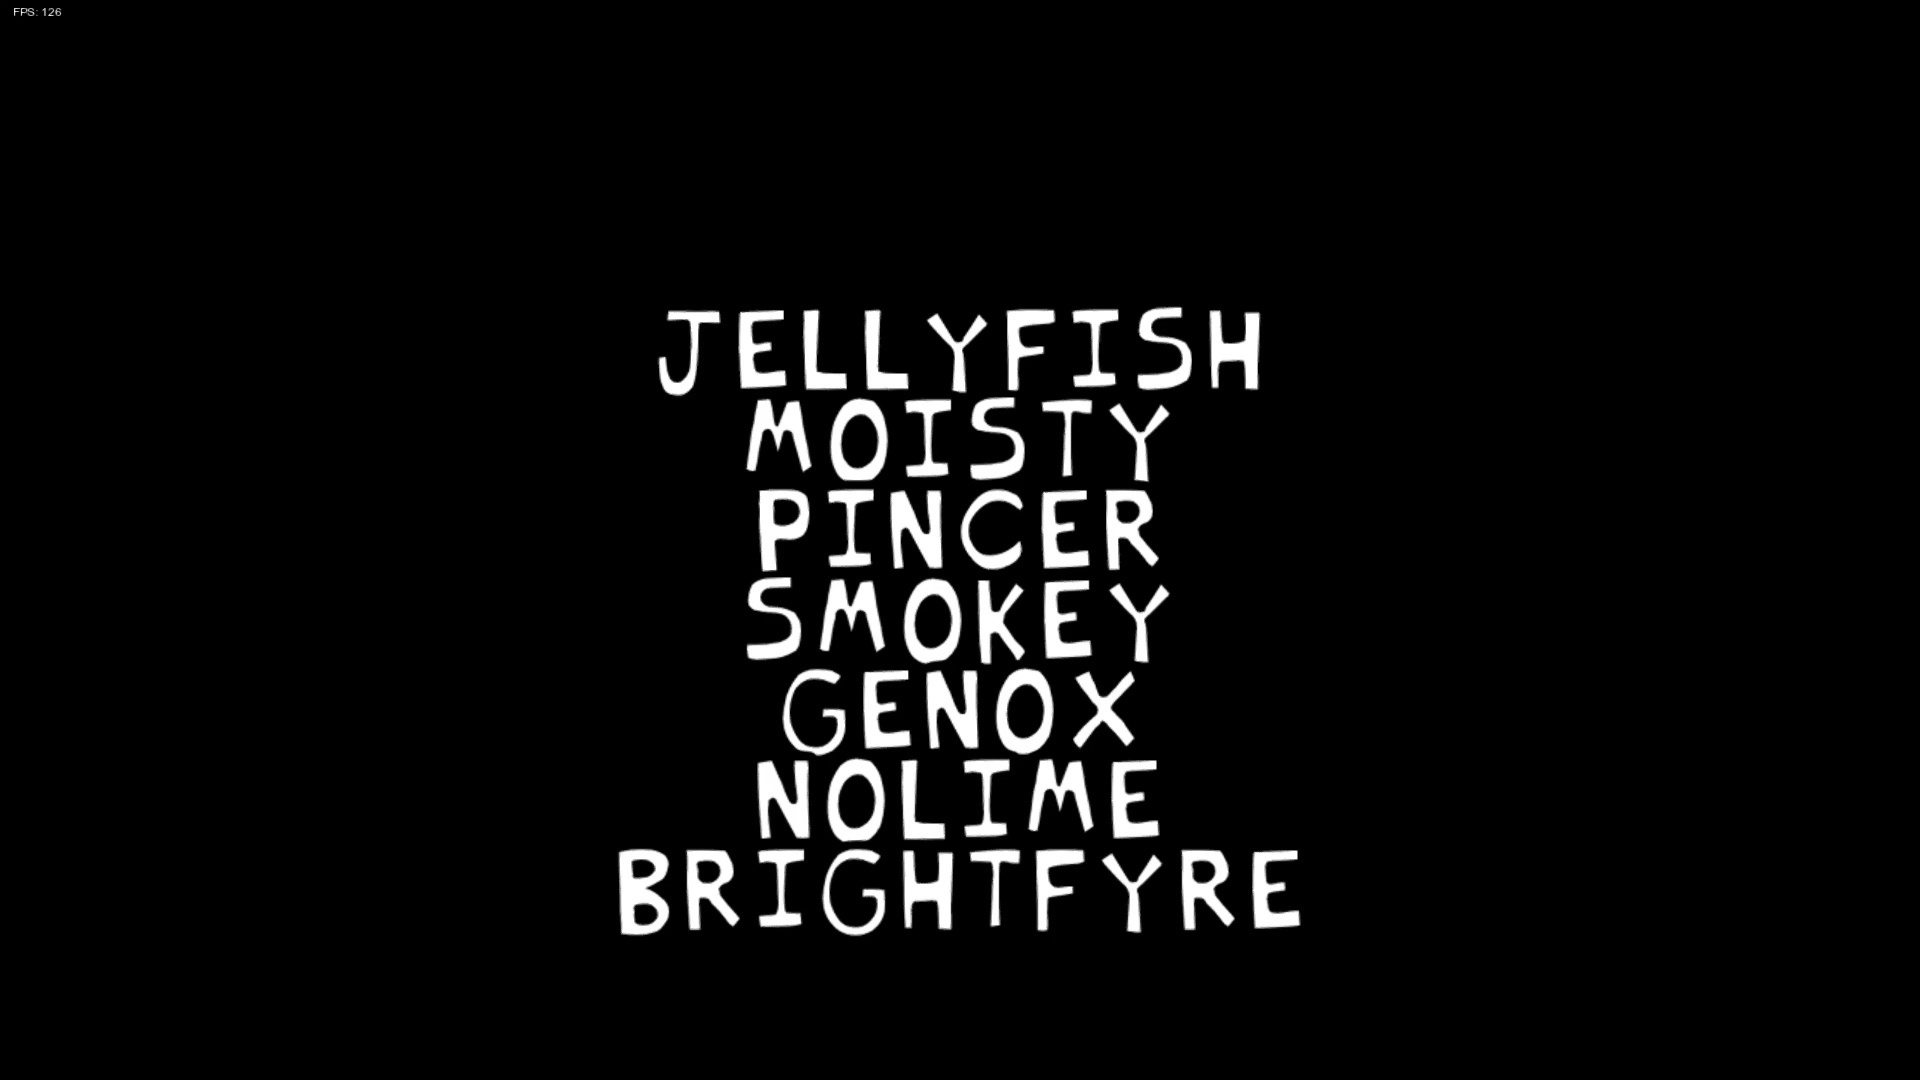 FPS: 126
JELLYFISH
MOISTY
PINCER
SMOKEY
GENOX
NOLIME
BRIGHTFYRE